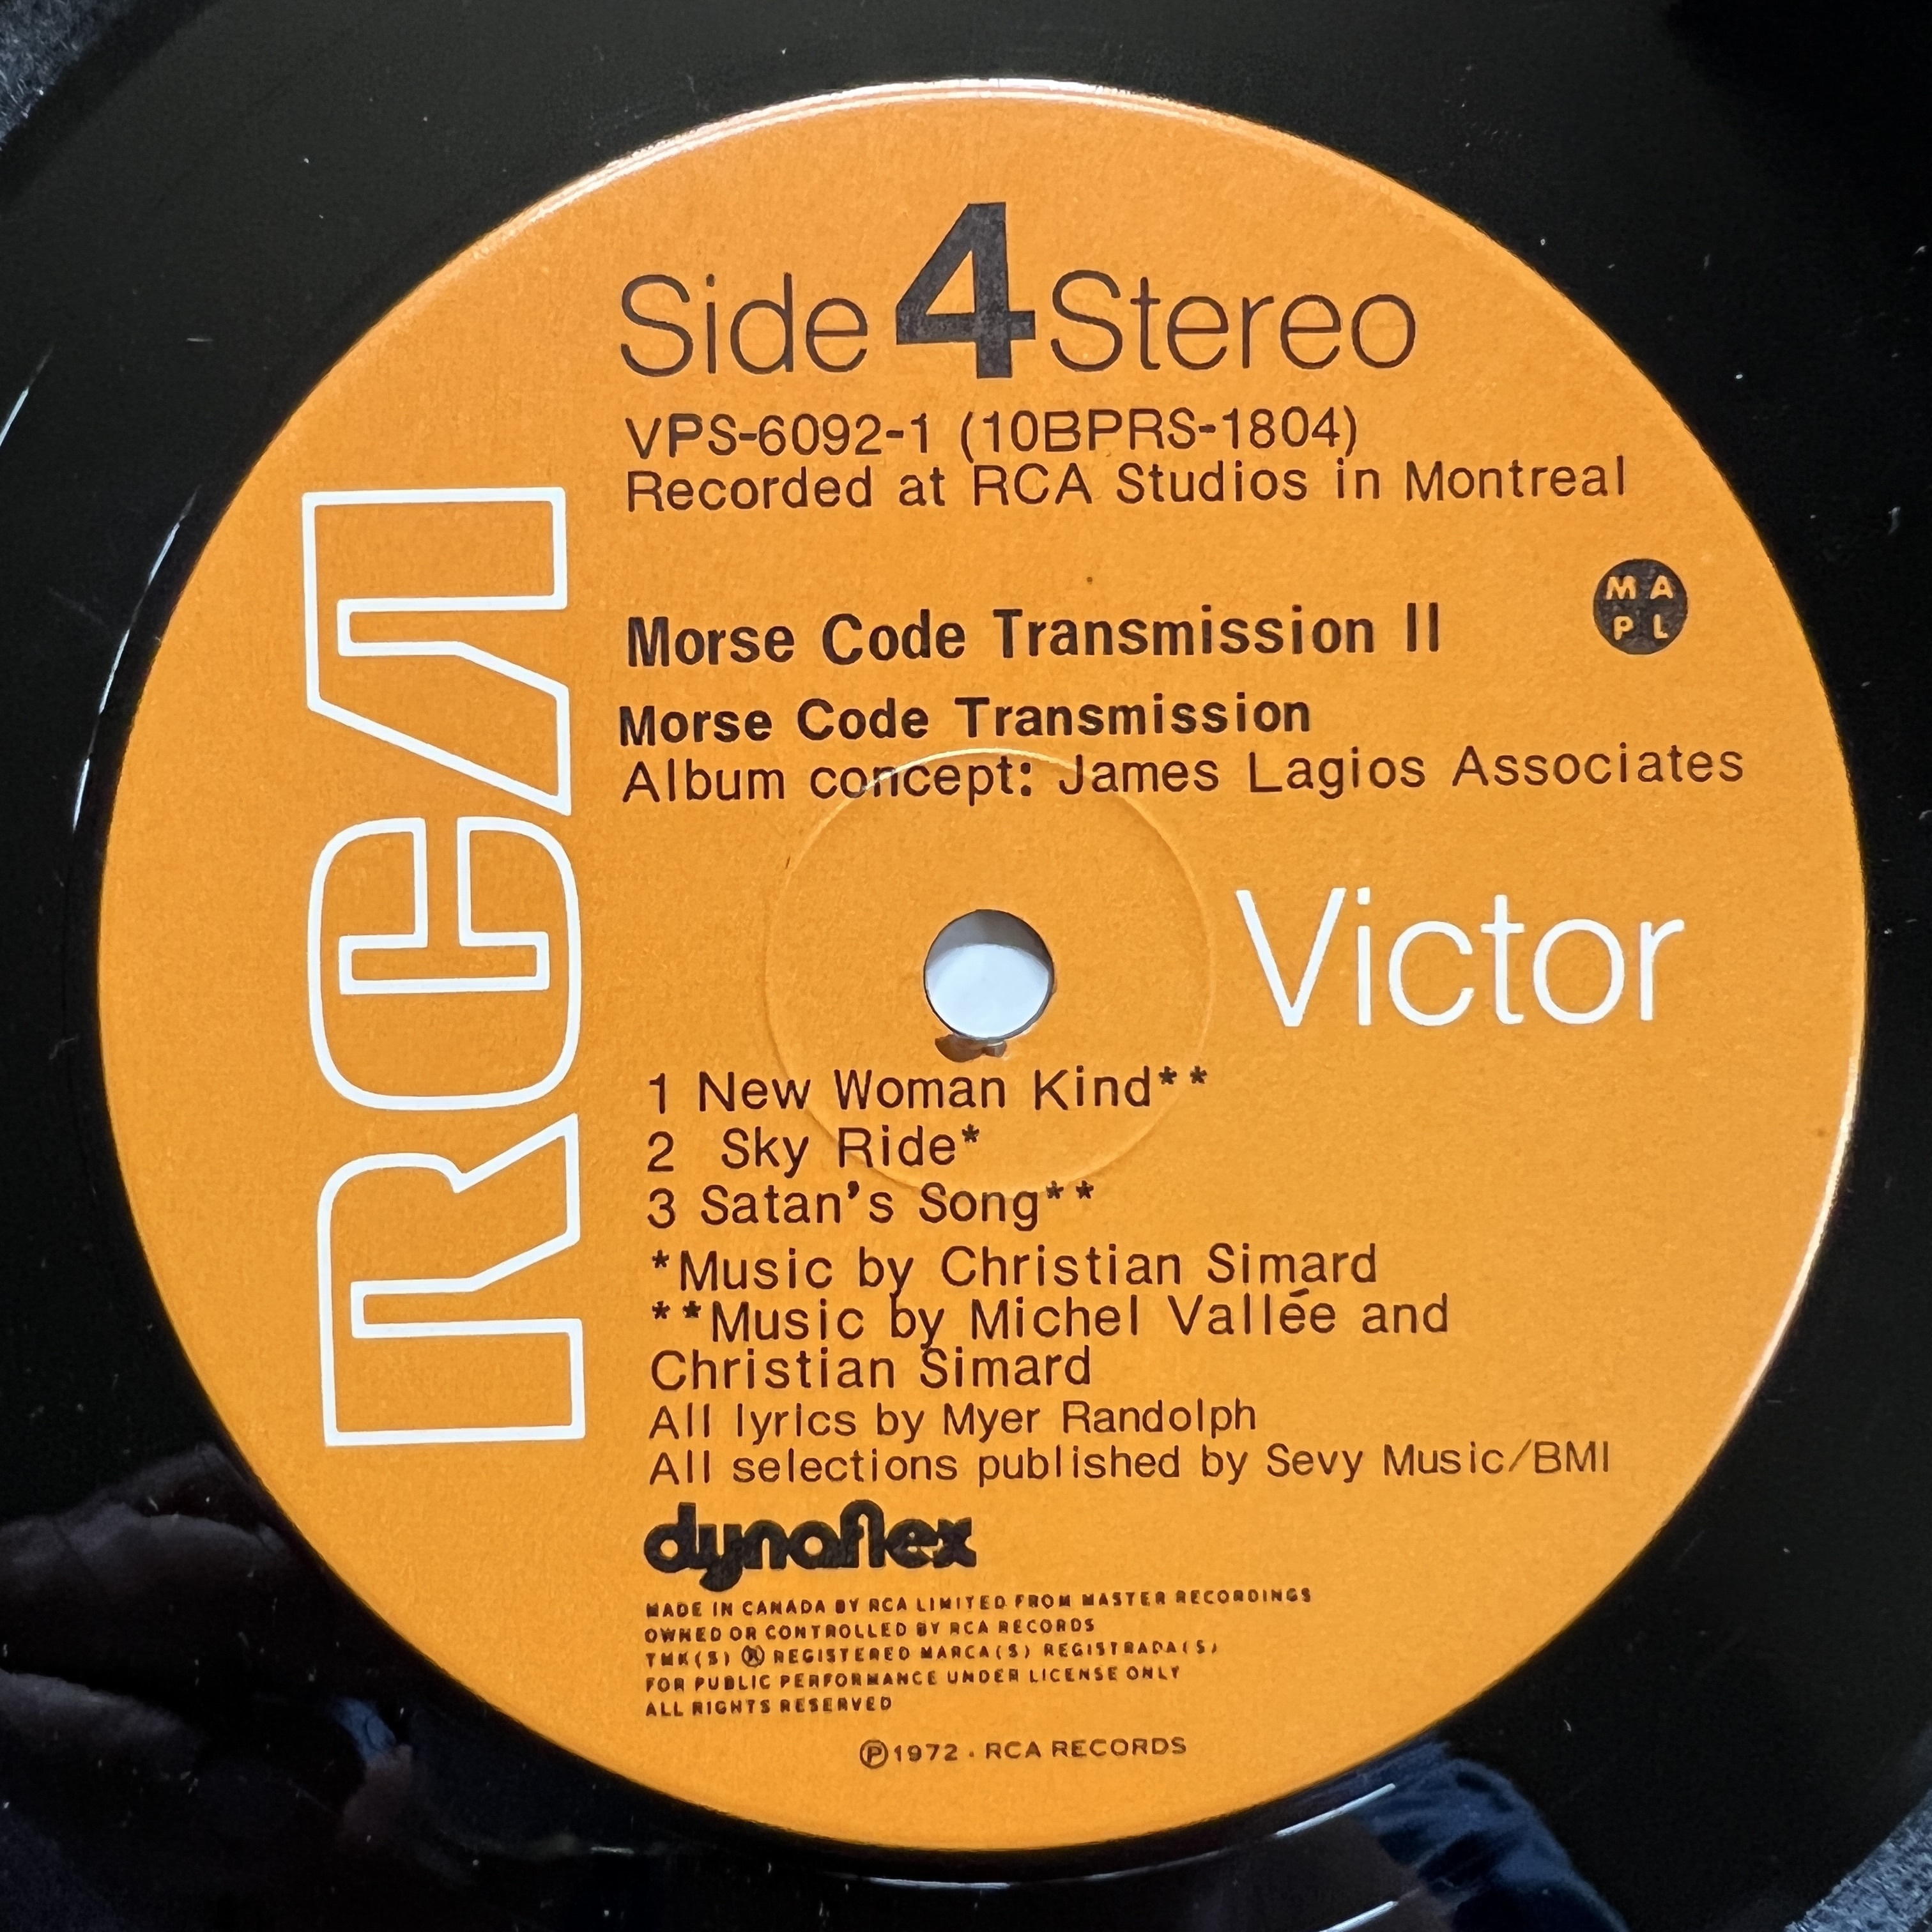 Side 4 Stereo
VPS-6092-1 (10BPRS-1804)
Recorded at RCA Studios in Montreal
M A
P L
Morse Code Transmission II
Morse Code Transmission
Album concept: James Lagios Associates
RCA
Victor
1 New Woman Kind**
2 Sky Ride*
3 Satan's Song**
*Music by Christian Simard
**Music by Michel Vallée and
Christian Simard
All lyrics by Myer Randolph
All selections published by Sevy Music/BMI
dynaflex
MADE IN CANADA BY RCA LIMITED FROM MASTER RECORDINGS
OWNED OR CONTROLLED BY RCA RECORDS
TMK(S) ® REGISTERED MARCA(S) REGISTRADA(S)
FOR PUBLIC PERFORMANCE UNDER LICENSE ONLY
ALL RIGHTS RESERVED
℗1972 . RCA RECORDS